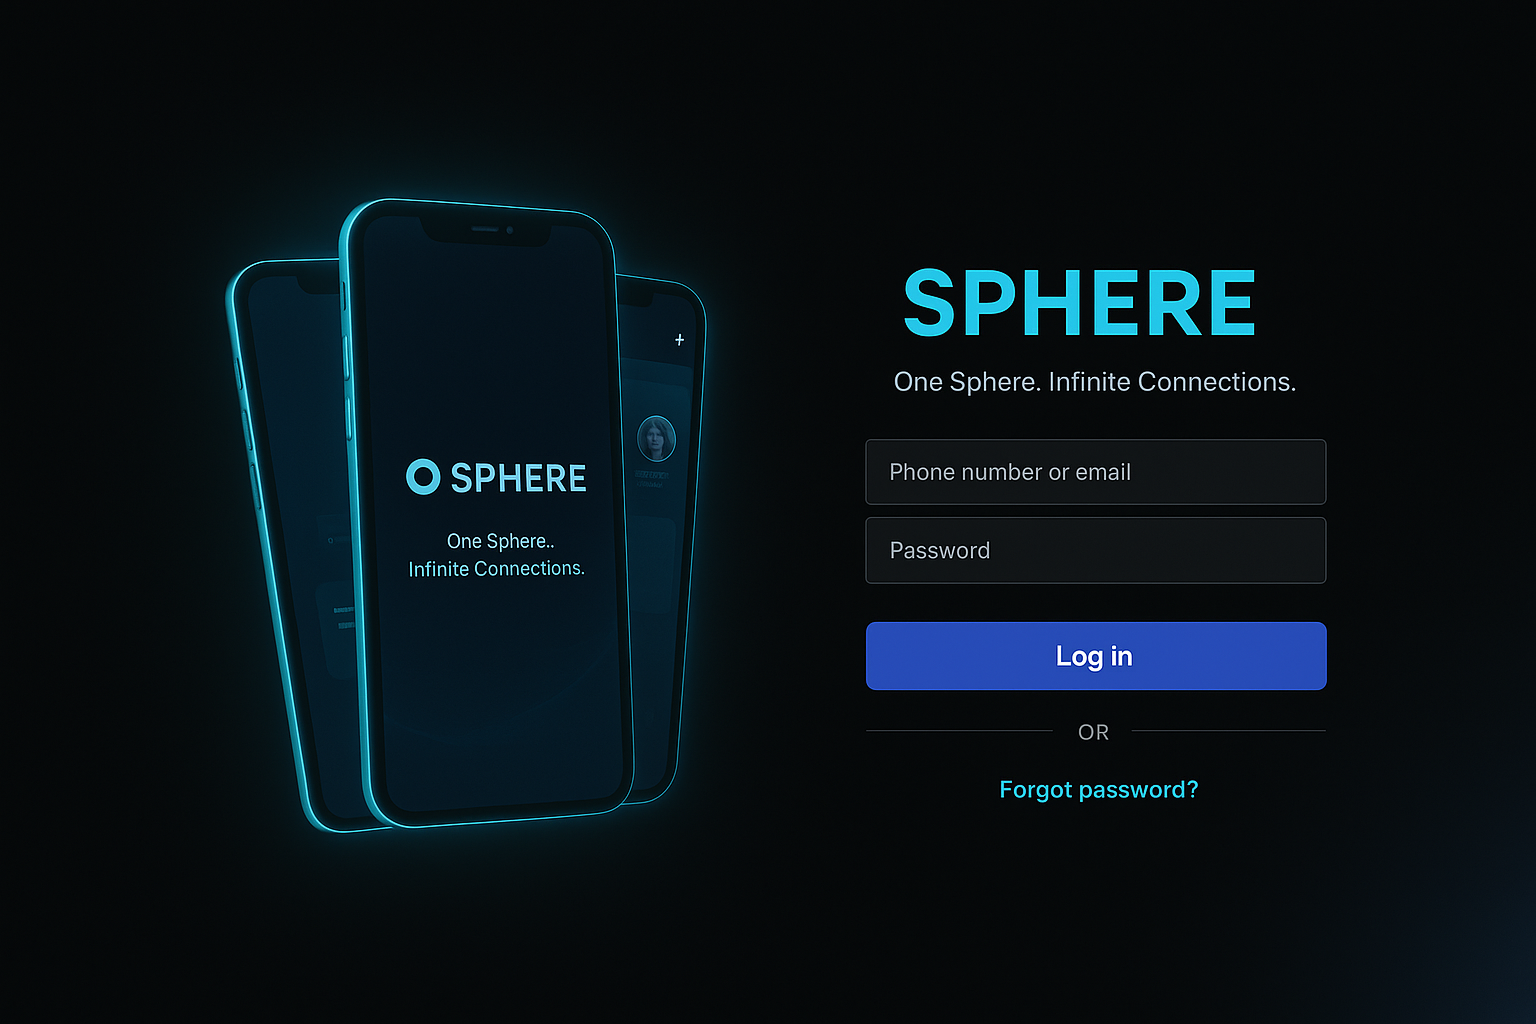 SPHERE
One Sphere..
Infinite Connections.
+
SPHERE
One Sphere. Infinite Connections.
Phone number or email
Password
Log in
OR
Forgot password?